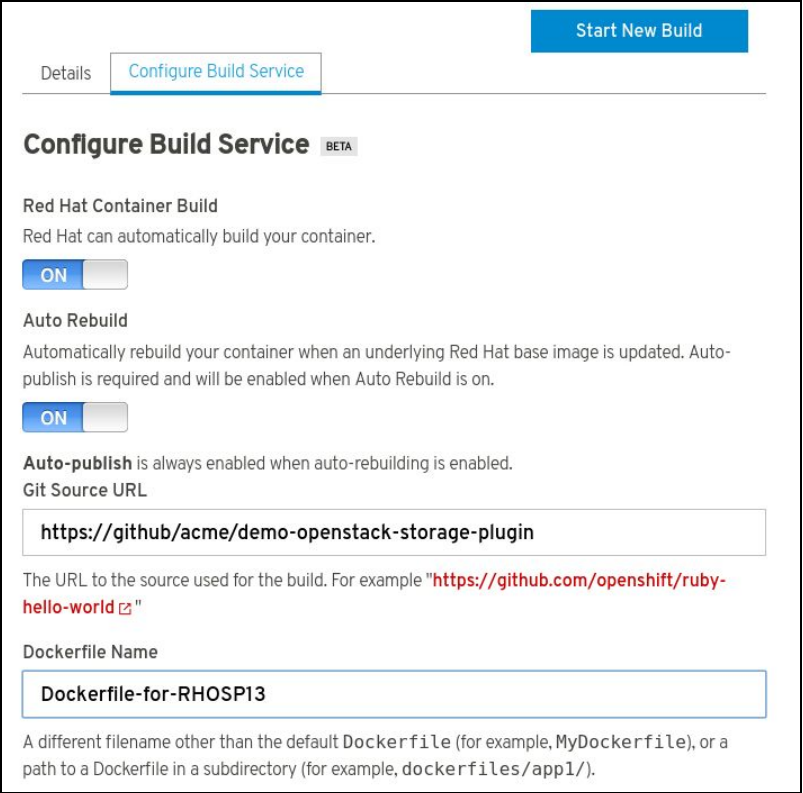 Start New Build
Details
Configure Build Service
Configure Build Service BETA
Red Hat Container Build
Red Hat can automatically build your container.
ON
Auto Rebuild
Automatically rebuild your container when an underlying Red Hat base image is updated. Auto-
publish is required and will be enabled when Auto Rebuild is on.
ON
Auto-publish is always enabled when auto-rebuilding is enabled.
Git Source URL
https://github/acme/demo-openstack-storage-plugin
The URL to the source used for the build. For example "https://github.com/openshift/ruby-
hello-world "
Dockerfile Name
Dockerfile-for-RHOSP13
A different filename other than the default Dockerfile (for example, MyDockerfile), or a
path to a Dockerfile in a subdirectory (for example, dockerfiles/app1/).